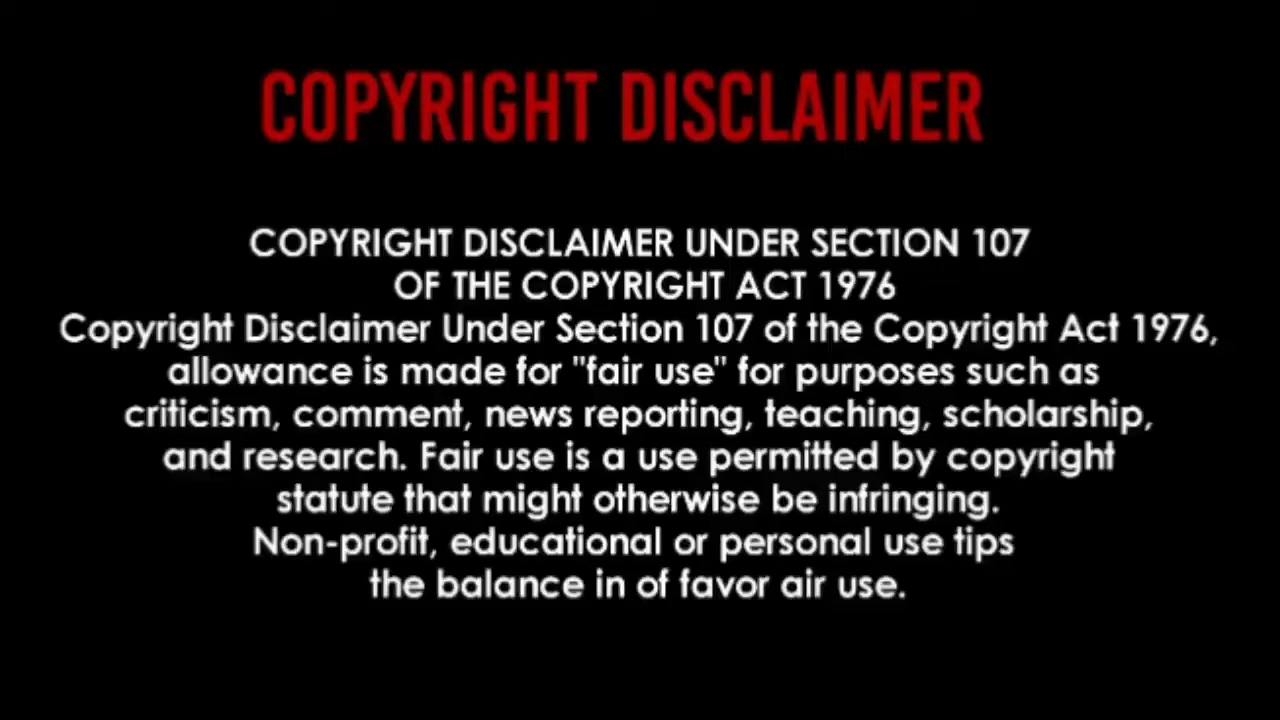 COPYRIGHT DISCLAIMER
COPYRIGHT DISCLAIMER UNDER SECTION 107
OF THE COPYRIGHT ACT 1976
Copyright Disclaimer Under Section 107 of the Copyright Act 1976,
allowance is made for "fair use" for purposes such as
criticism, comment, news reporting, teaching, scholarship,
and research. Fair use is a use permitted by copyright
statute that might otherwise be infringing.
Non-profit, educational or personal use tips
the balance in of favor air use.